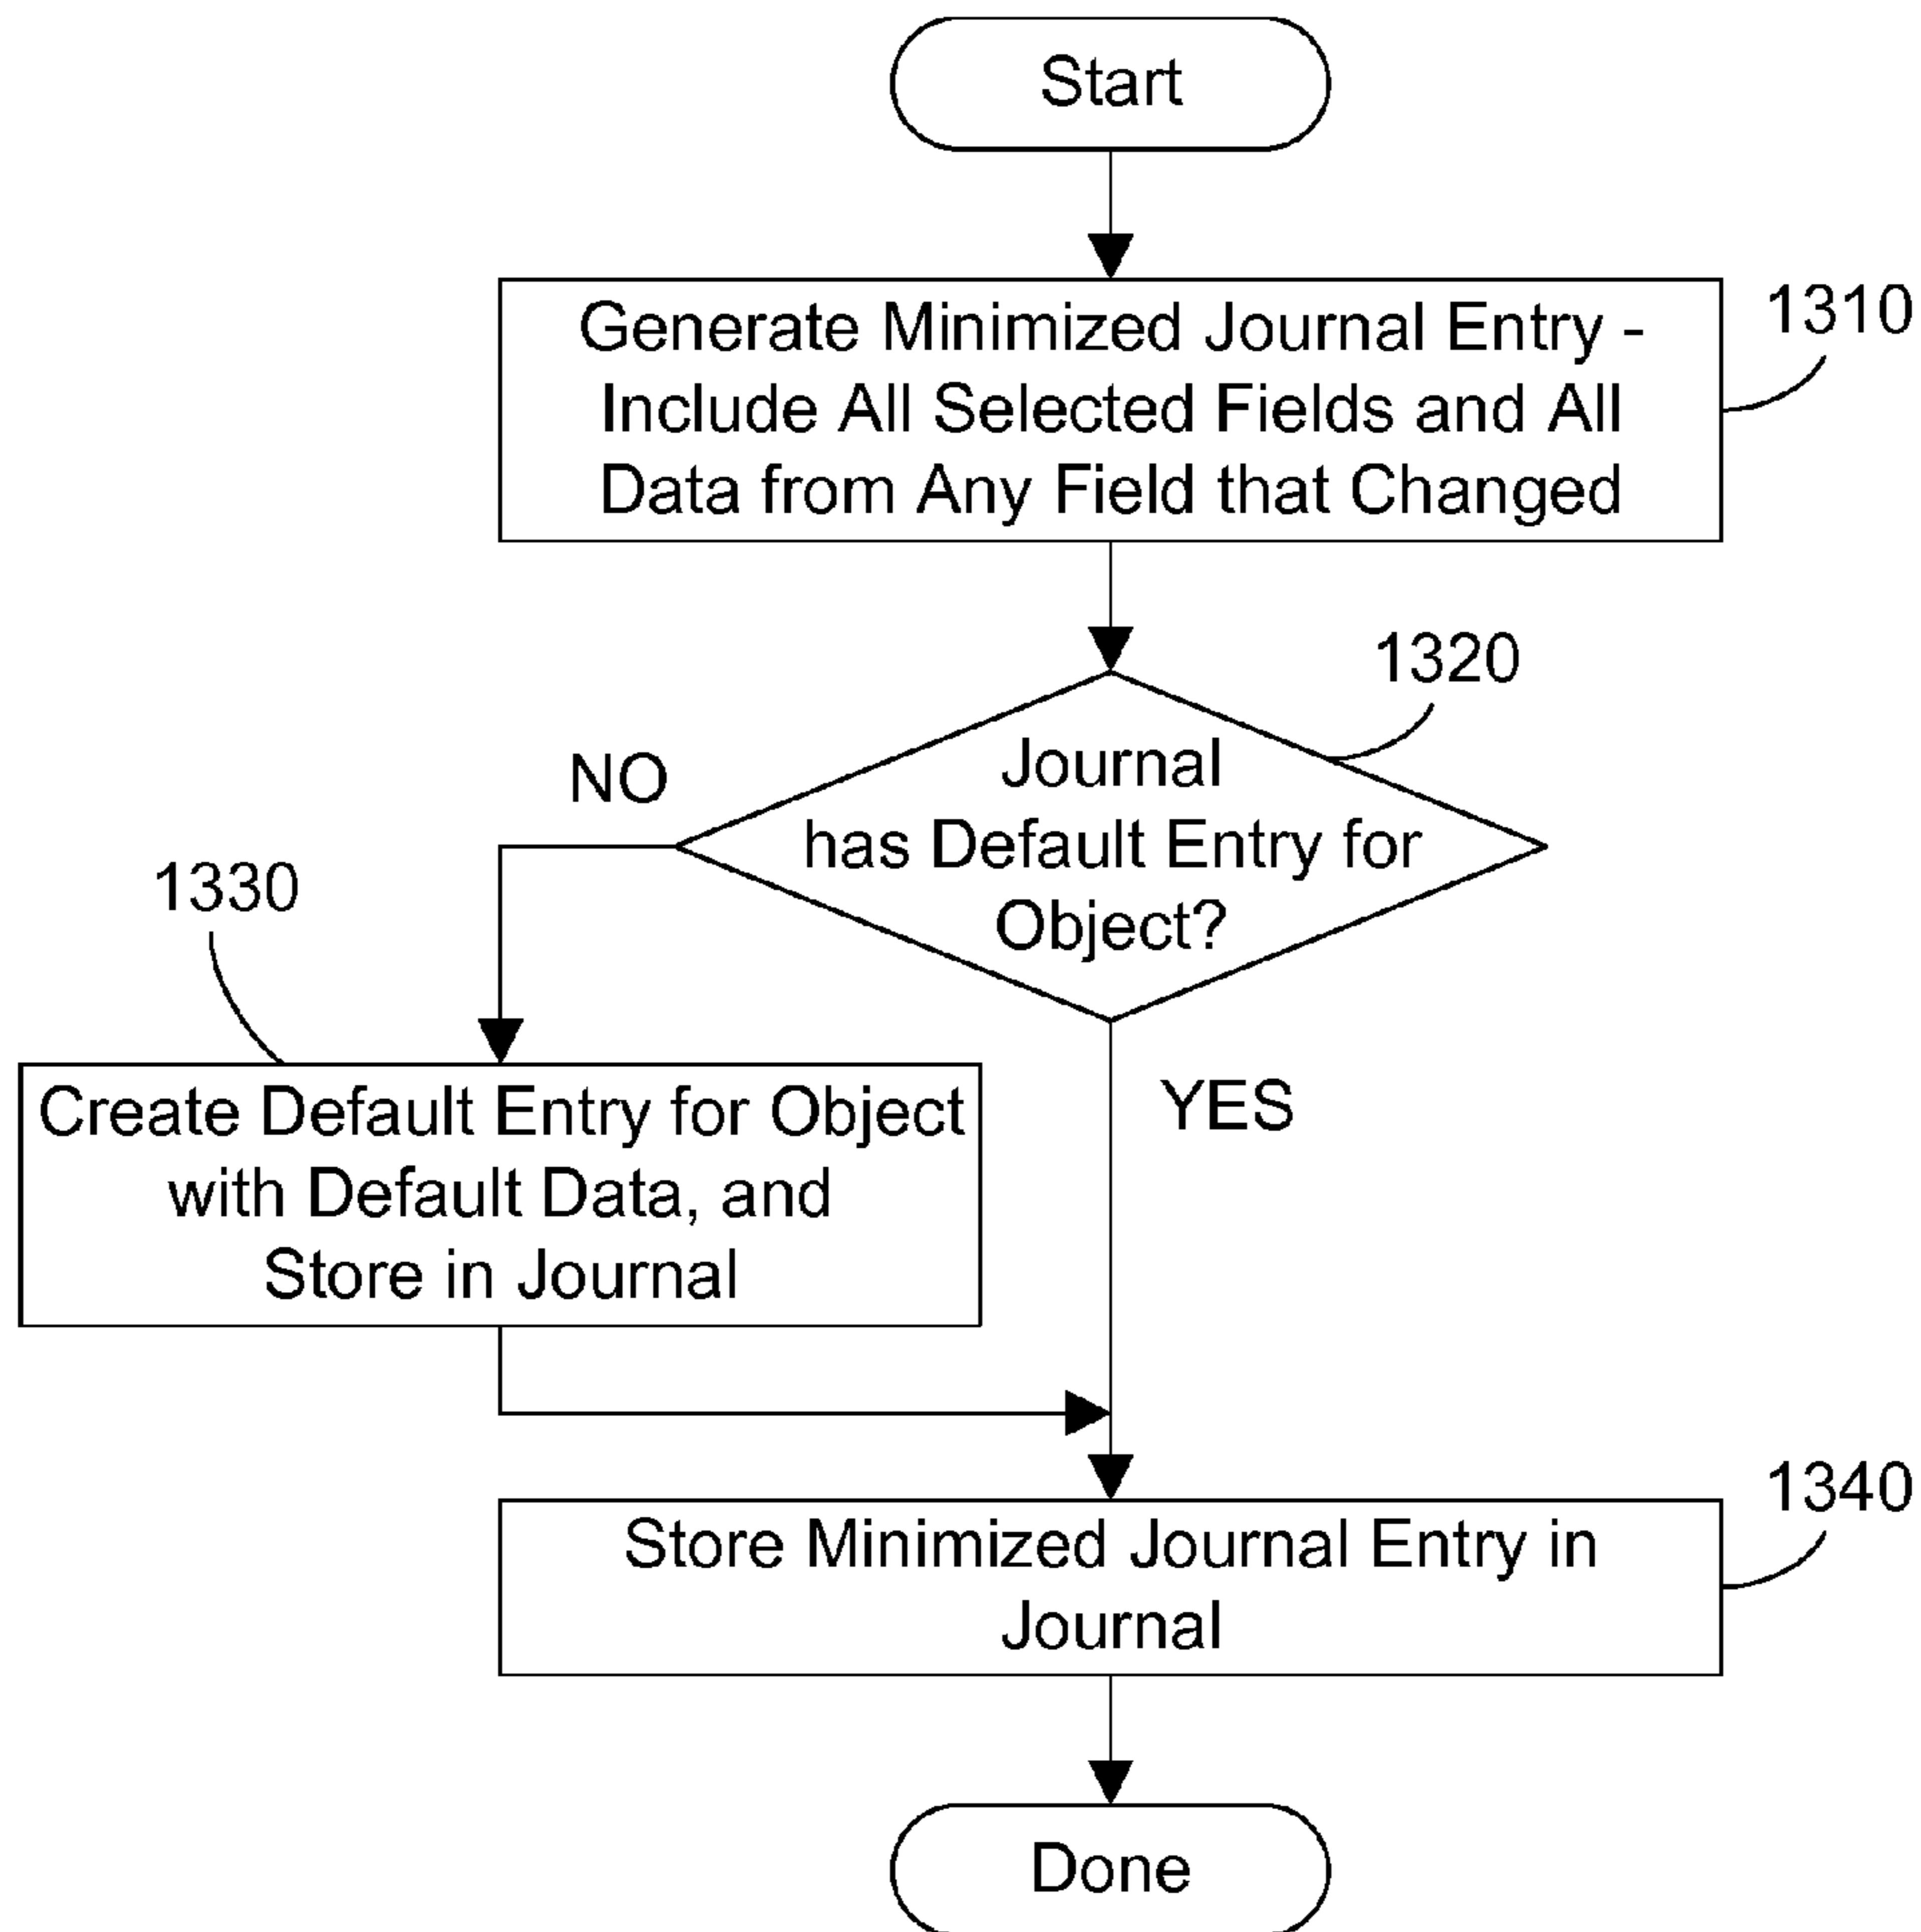 Start
Generate Minimized Journal Entry -
Include All Selected Fields and All
Data from Any Field that Changed
1310
1320
Journal
has Default Entry for
Object?
NO
YES
1330
Create Default Entry for Object
with Default Data, and
Store in Journal
Store Minimized Journal Entry in
Journal
1340
Done